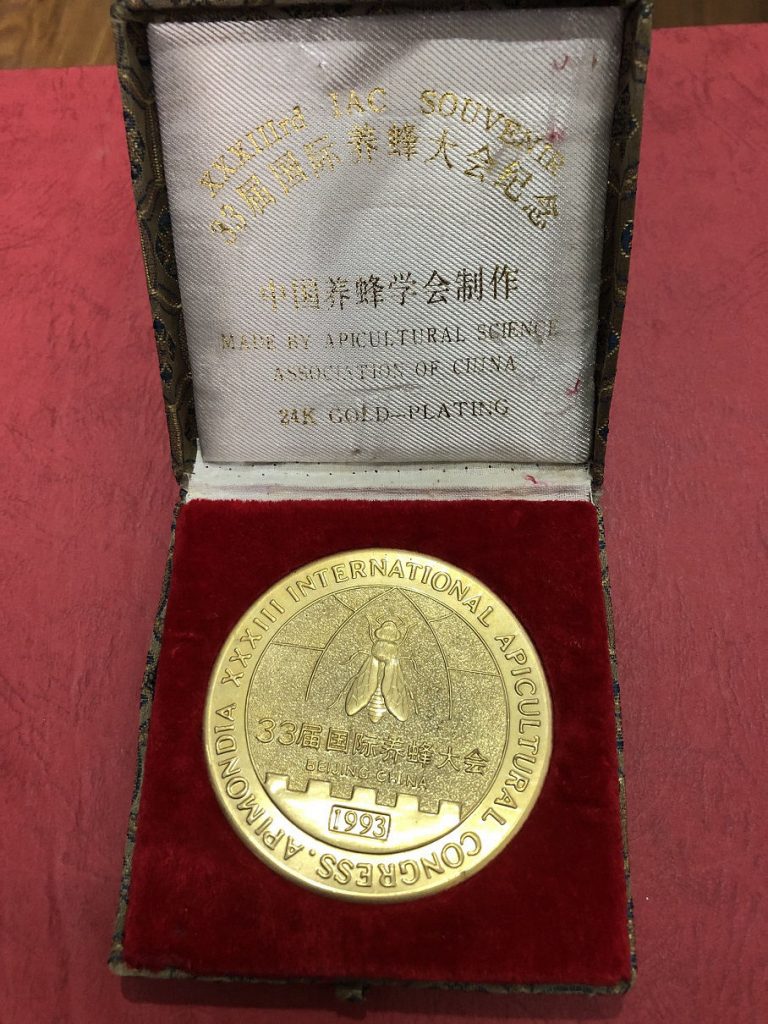 XXXIIIrd IAC SOUVENIR
33届国际养蜂大会纪念
中国养蜂学会制作
MADE BY APICULTURAL SCIENCE
ASSOCIATION OF CHINA
24K GOLD-PLATING
APIMONDIA XXXIII INTERNATIONAL APICULTURAL CONGRESS.
33届国际养蜂大会
BEIJING CHINA
1993